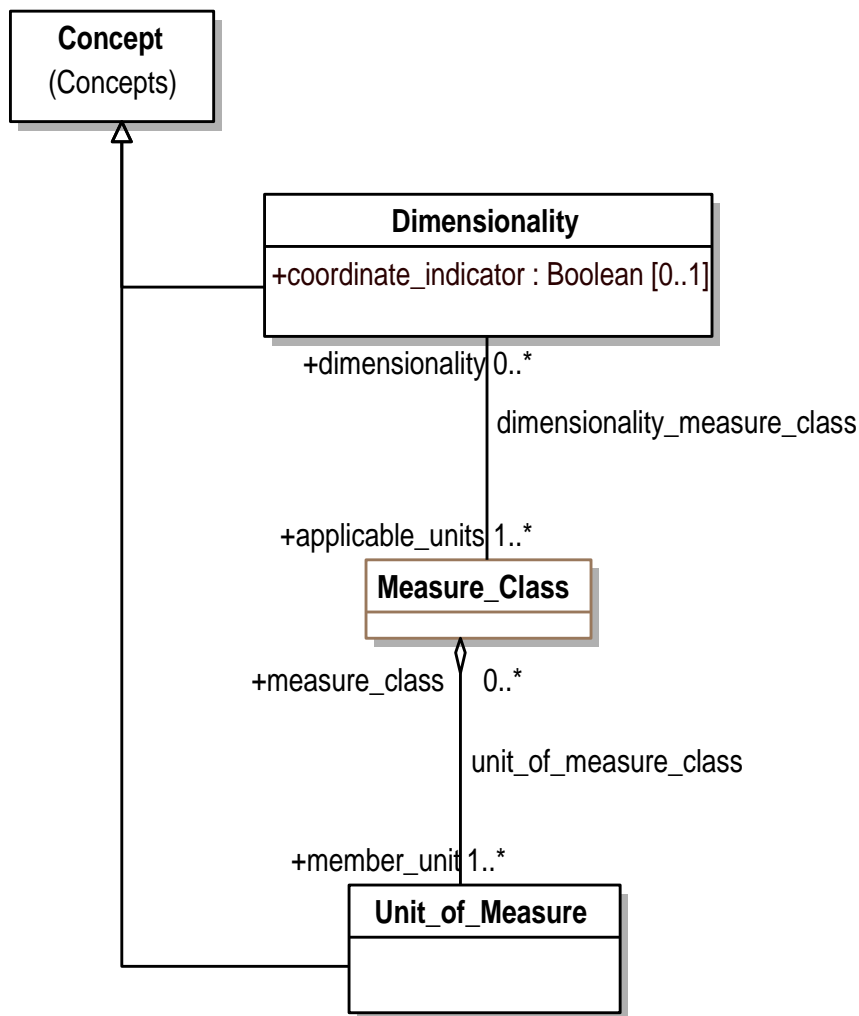 Concept
(Concepts)
Dimensionality
+coordinate_indicator : Boolean [0..1]
+dimensionality 0..*
dimensionality_measure_class
+applicable_units 1..*
Measure_Class
+measure_class 0..*
unit_of_measure_class
+member_unit 1..*
Unit_of_Measure